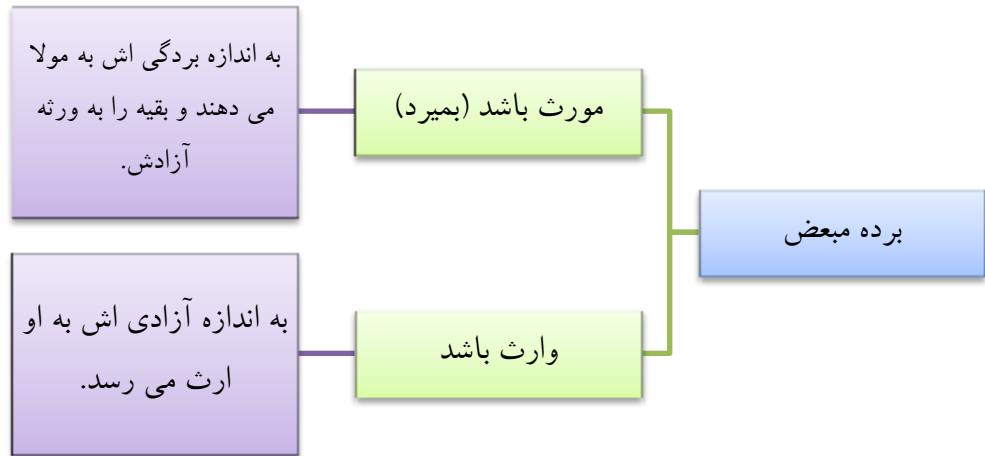 برده مبعض
مورث باشد (بمیرد)
به اندازه بردگی اش به مولا
می دهند و بقیه را به ورثه
آزادش.
وارث باشد
به اندازه آزادی اش به او
ارث می رسد.